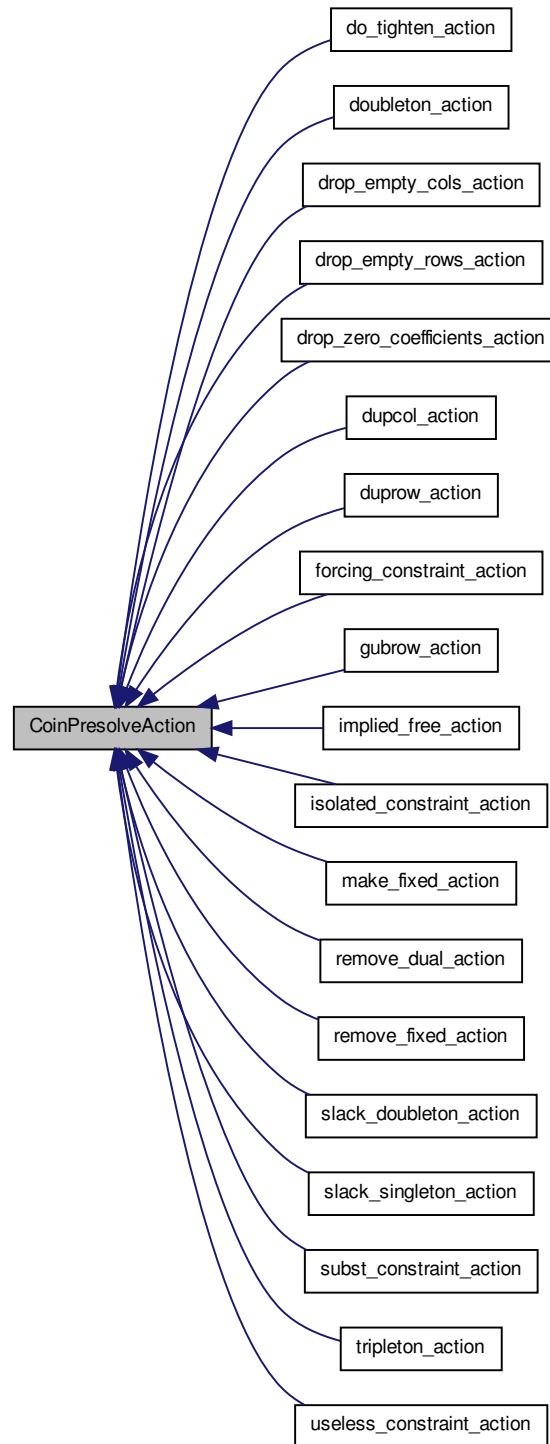 do_tighten_action
doubleton_action
drop_empty_cols_action
drop_empty_rows_action
drop_zero_coefficients_action
dupcol_action
duprow_action
forcing_constraint_action
gubrow_action
CoinPresolveAction
implied_free_action
isolated_constraint_action
make_fixed_action
remove_dual_action
remove_fixed_action
slack_doubleton_action
slack_singleton_action
subst_constraint_action
tripleton_action
useless_constraint_action